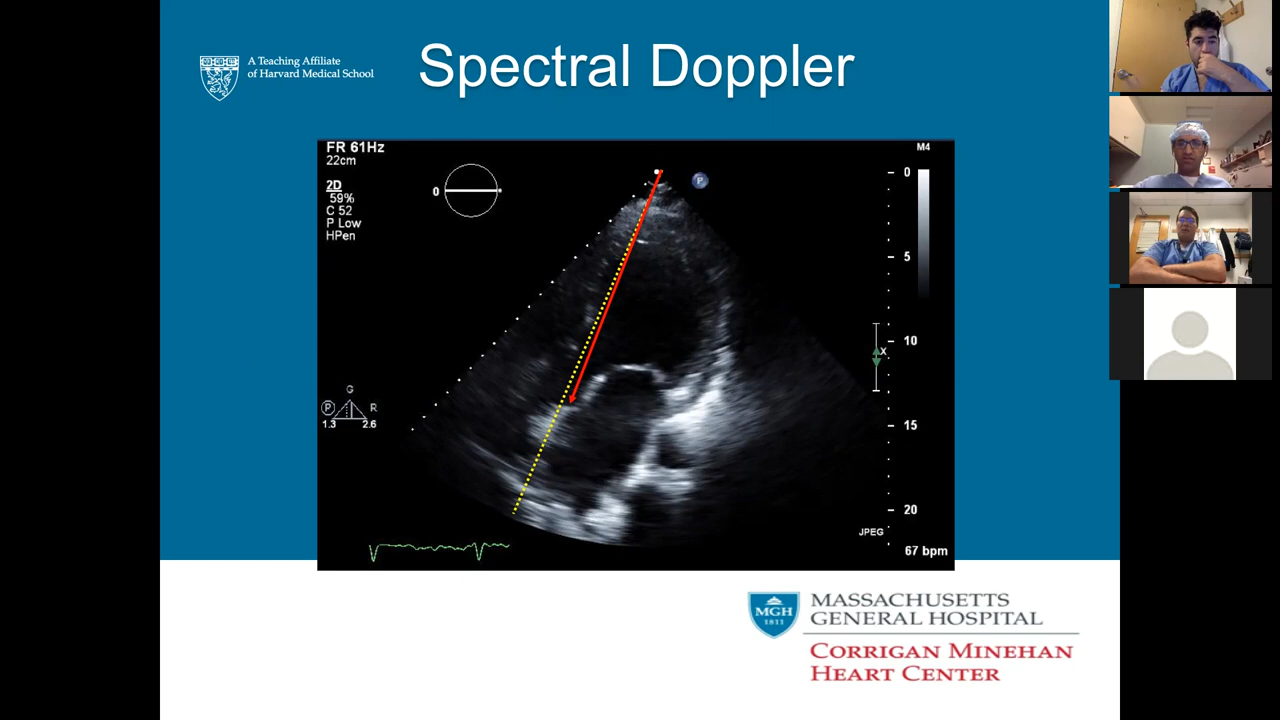 A Teaching Affiliate
of Harvard Medical School
Spectral Doppler
FR 61Hz
22cm
2D
59%
C 52
P Low
HPen
0
P
M4
0
5
10
X
15
20
G
P R
1.3 2.6
JPEG
67 bpm
MGH
1811
MASSACHUSETTS
GENERAL HOSPITAL
CORRIGAN MINEHAN
HEART CENTER